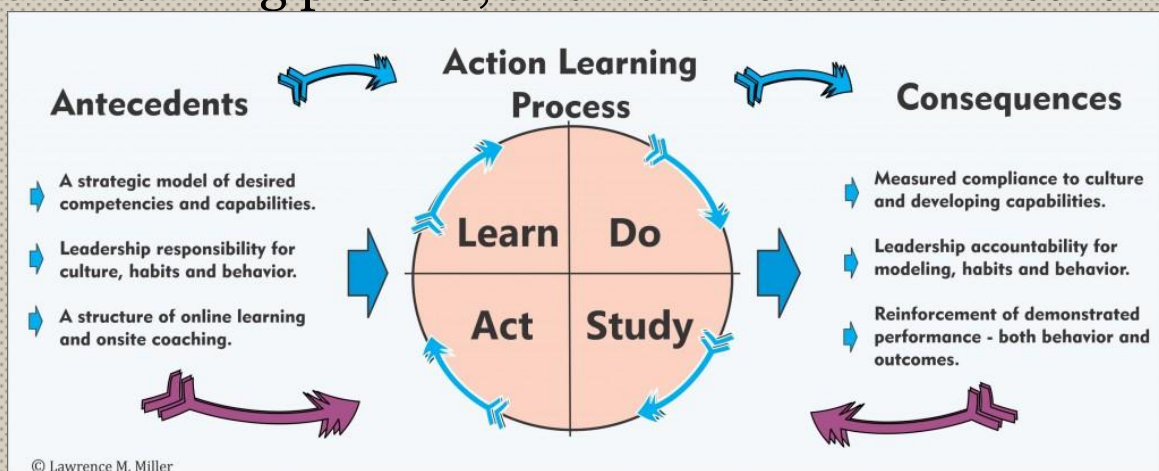 Action Learning
Process
Antecedents
Consequences
A strategic model of desired
competencies and capabilities.
Leadership responsibility for
culture, habits and behavior.
A structure of online learning
and onsite coaching.
Learn
Do
Act
Study
Measured compliance to culture
and developing capabilities.
Leadership accountability for
modeling, habits and behavior.
Reinforcement of demonstrated
performance - both behavior and
outcomes.
© Lawrence M. Miller